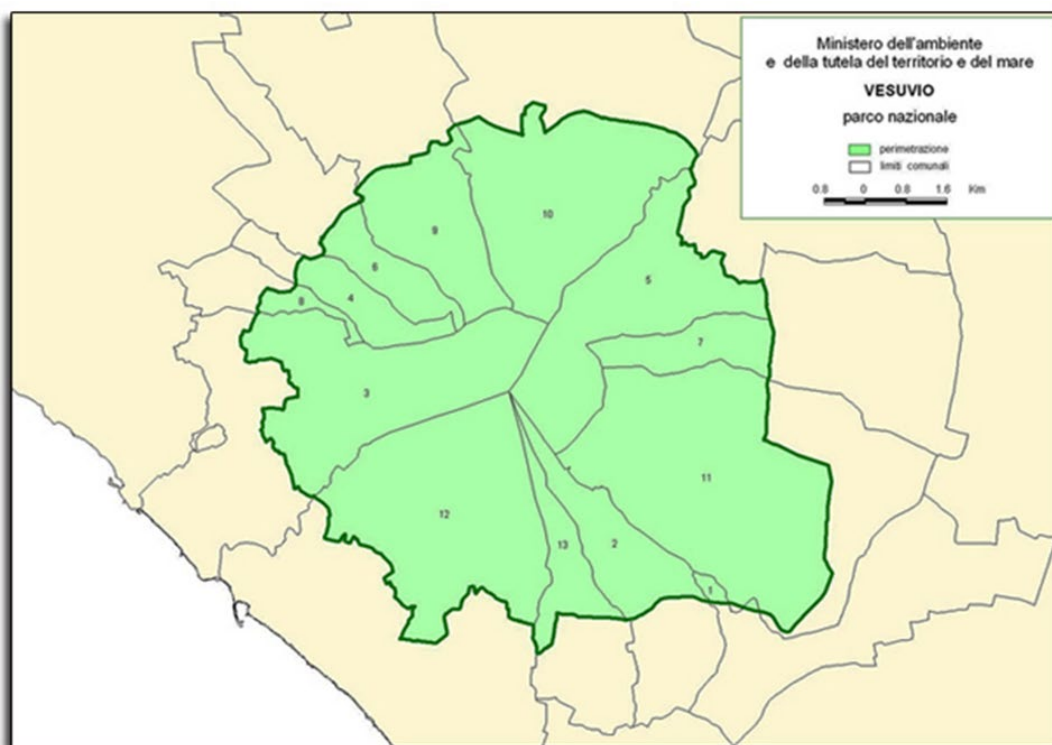 Ministero dell'ambiente
e della tutela del territorio e del mare
VESUVIO
parco nazionale
perimetrazione
limiti comunali
0.8 0 0.8 1.6 Km
10
9
6
5
4
8
7
3
11
12
13
2
1